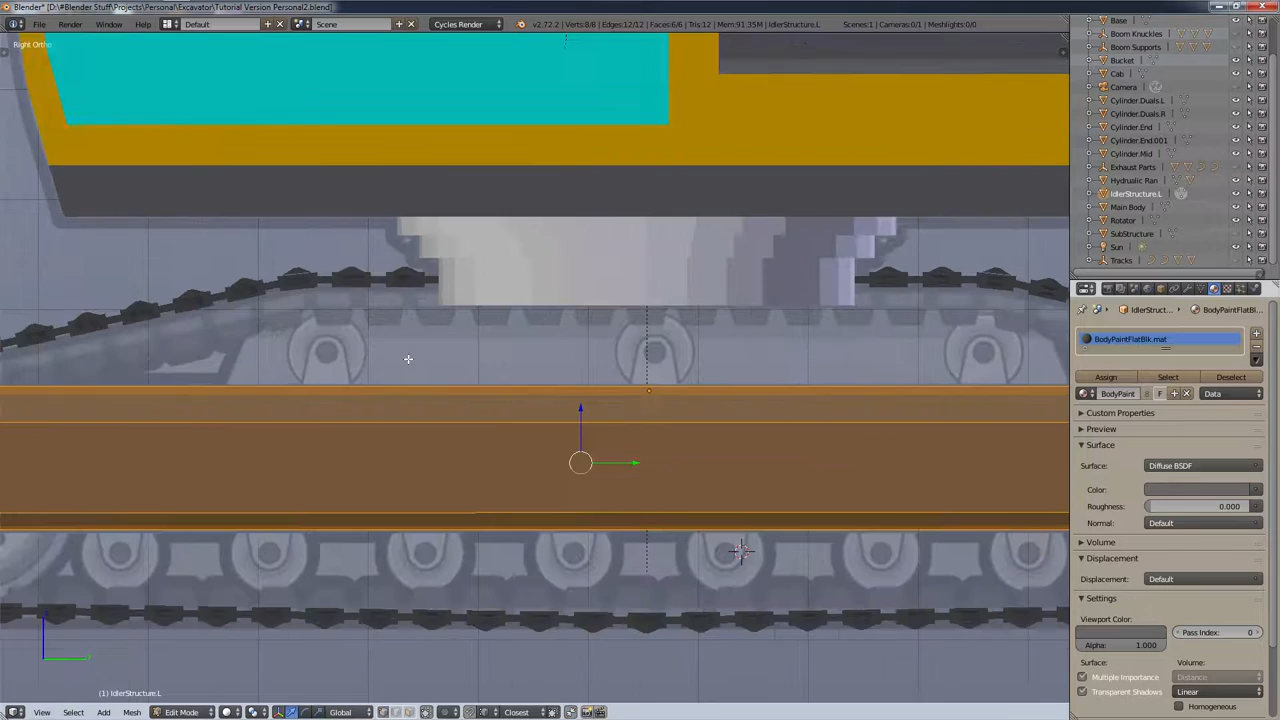 Blender* [D:\#Blender Stuff\Projects\Personal\Excavator\Tutorial Version Personal2.blend]
File Render Window Help Default Scene Cycles Render v2.72.2 | Verts:8/8 | Edges:12/12 | Faces:6/6 | Tris:12 | Mem:91.35M | IdlerStructure.L Scenes:1 | Cameras:0/1 | Meshlights:0/0
Right Ortho
Base
Boom Knuckles
Boom Supports
Bucket
Cab
Camera
Cylinder.Duals.L
Cylinder.Duals.R
Cylinder.End
Cylinder.End.001
Cylinder.Mid
Exhaust Parts
Hydrualic Ran
IdlerStructure.L
Main Body
Rotator
SubStructure
Sun
Tracks
IdlerStruct... BodyPaintFlatBl...
BodyPaintFlatBlk.mat
Assign Select Deselect
BodyPaint 8 F Data
Custom Properties
Preview
Surface
Surface: Diffuse BSDF
Color:
Roughness: 0.000
Normal: Default
Volume
Displacement
Displacement: Default
Settings
Viewport Color: Pass Index: 0
Alpha: 1.000
Surface: Volume:
Multiple Importance Distance
Transparent Shadows Linear
Homogeneous
(1) IdlerStructure.L
View Select Add Mesh Edit Mode Global Closest